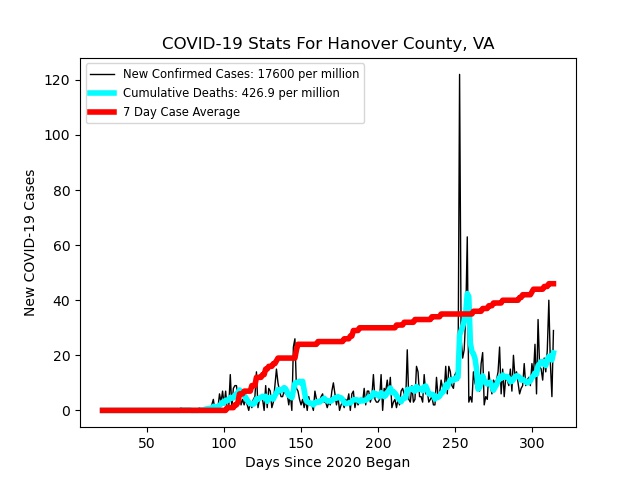 COVID-19 Stats For Hanover County, VA
New Confirmed Cases: 17600 per million
Cumulative Deaths: 426.9 per million
7 Day Case Average
New COVID-19 Cases
120
100
80
60
40
20
0
50
100
150
200
250
300
Days Since 2020 Began